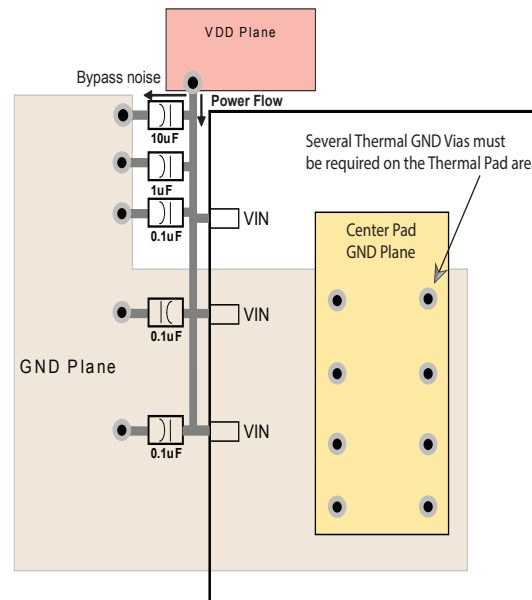 VDD Plane
Bypass noise
Power Flow
10uF
Several Thermal GND Vias must
be required on the Thermal Pad are
1uF
0.1uF
VIN
Center Pad
GND Plane
0.1uF
VIN
GND Plane
0.1uF
VIN